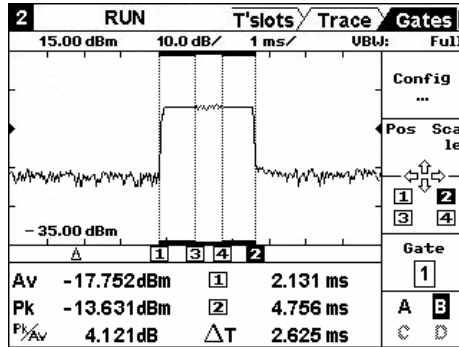 2 RUN T'slots Trace Gates
15.00 dBm 10.0 dB/ 1 ms/ VBW: Full
Config
...
Pos Sca
le
1 2
3 4
-35.00 dBm
1 3 4 2
Gate
1
Av -17.752dBm 1 2.131 ms
Pk -13.631dBm 2 4.756 ms
Pk/Av 4.121dB ΔT 2.625 ms
A B
C D